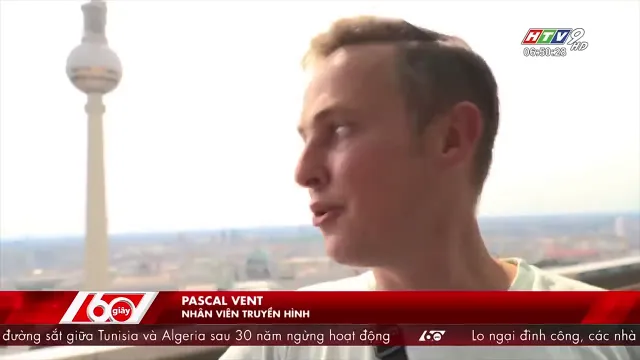 HTV9 HD
06:50:28
60 giây
PASCAL VENT
NHÂN VIÊN TRUYỀN HÌNH
đường sắt giữa Tunisia và Algeria sau 30 năm ngừng hoạt động 60 Lo ngại đình công, các nhà